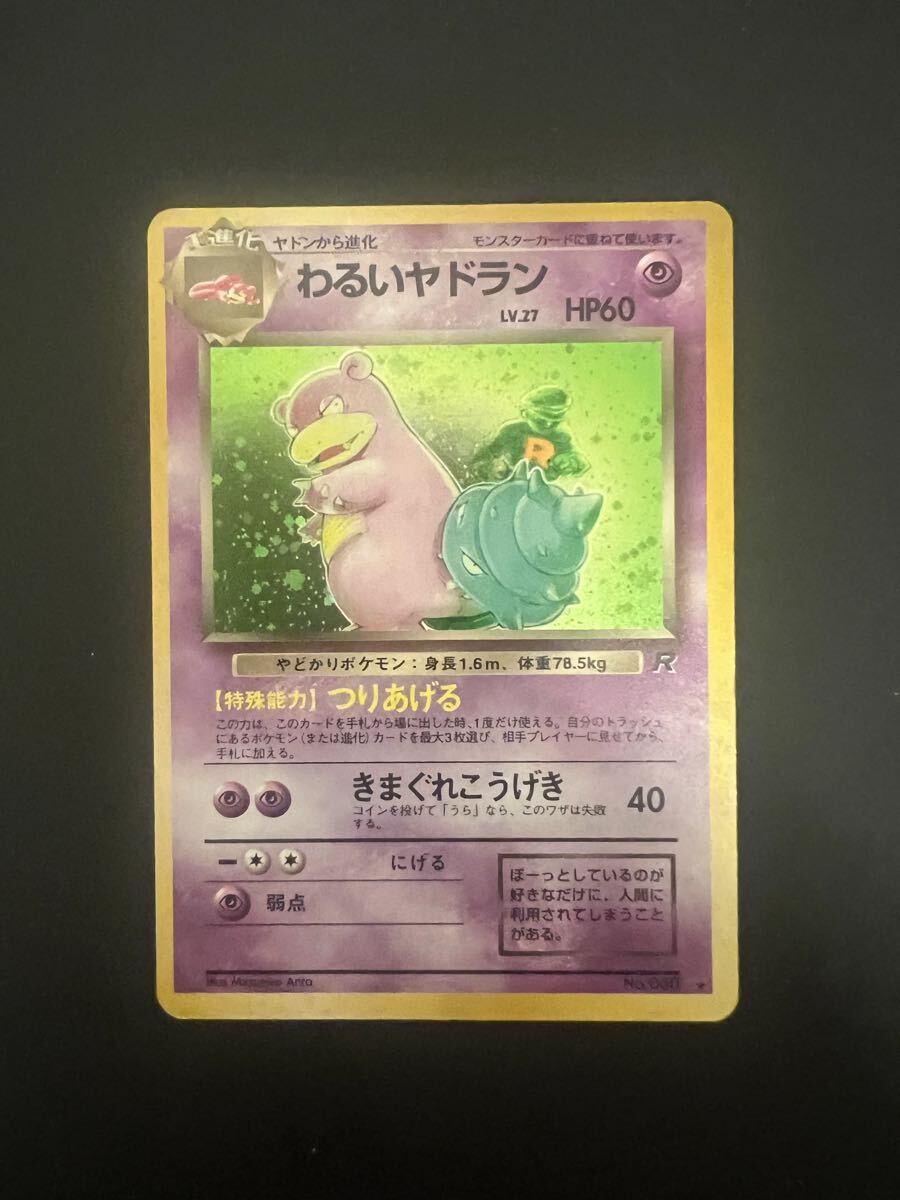 1進化
ヤドンから進化
モンスターカードに重ねて使います。
わるいヤドラン
LV.27 HP60
R
やどかりポケモン：身長1.6m、体重78.5kg
R
【特殊能力】つりあげる
この力は、このカードを手札から場に出した時、1度だけ使える。自分のトラッシュ
にあるポケモン（または進化）カードを最大3枚選び、相手プレイヤーに見せてから、
手札に加える。
きまぐれこうげき 40
コインを投げて「うら」なら、このワザは失敗
する。
にげる
弱点
ぼーっとしているのが
好きなだけに、人間に
利用されてしまうこと
がある。
Illus.
No.080